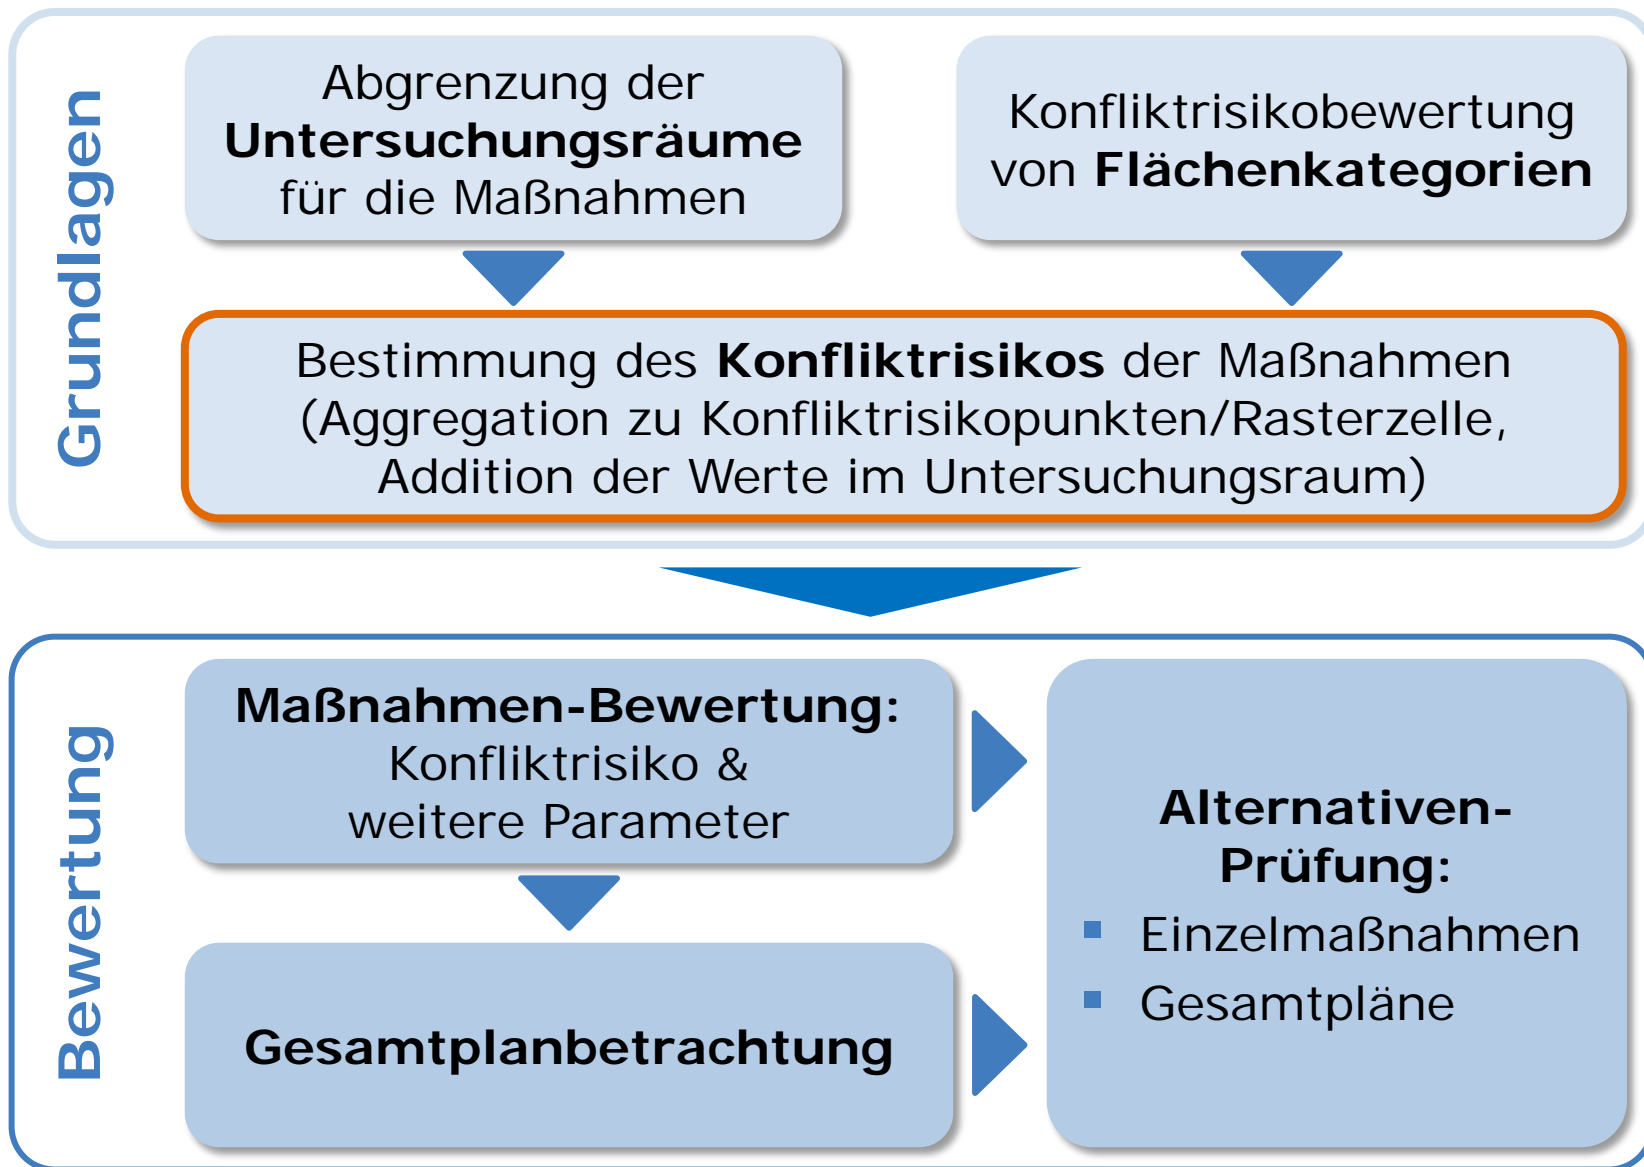 Grundlagen
Abgrenzung der
Untersuchungsräume
für die Maßnahmen
Konfliktrisikobewertung
von Flächenkategorien
Bestimmung des Konfliktrisikos der Maßnahmen
(Aggregation zu Konfliktrisikopunkten/Rasterzelle,
Addition der Werte im Untersuchungsraum)
Bewertung
Maßnahmen-Bewertung:
Konfliktrisiko &
weitere Parameter
Gesamtplanbetrachtung
Alternativen-
Prüfung:
Einzelmaßnahmen
Gesamtpläne